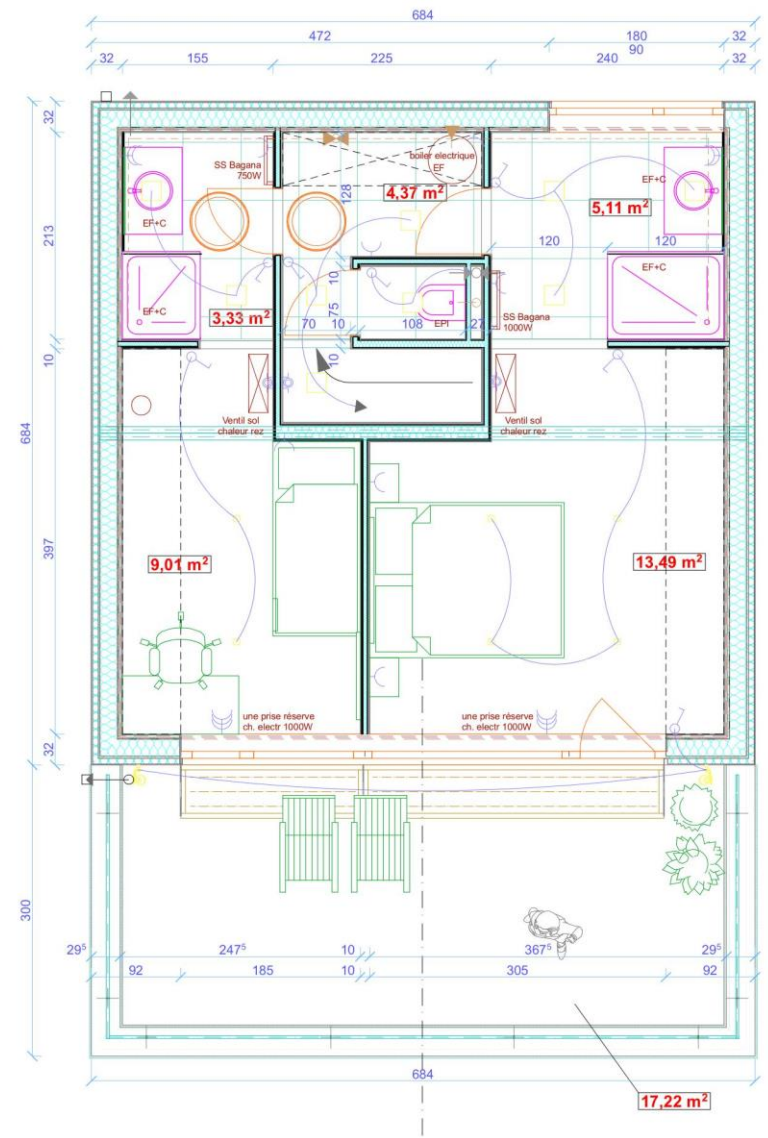 684
472
180
32
90
32
155
225
240
32
32
SS Bagana
750W
boiler electrique
EF
4,37 m²
EF+C
5,11 m²
128
EF+C
213
120
120
10
EF+C
EF+C
3,33 m²
75
70
10
108
27
EPI
SS Bagana
1000W
10
10
Ventil sol
chaleur rez
Ventil sol
chaleur rez
684
397
9,01 m²
13,49 m²
une prise réserve
ch. electr 1000W
une prise réserve
ch. electr 1000W
32
300
29⁵
247⁵
10
367⁵
29⁵
92
185
10
305
92
684
17,22 m²